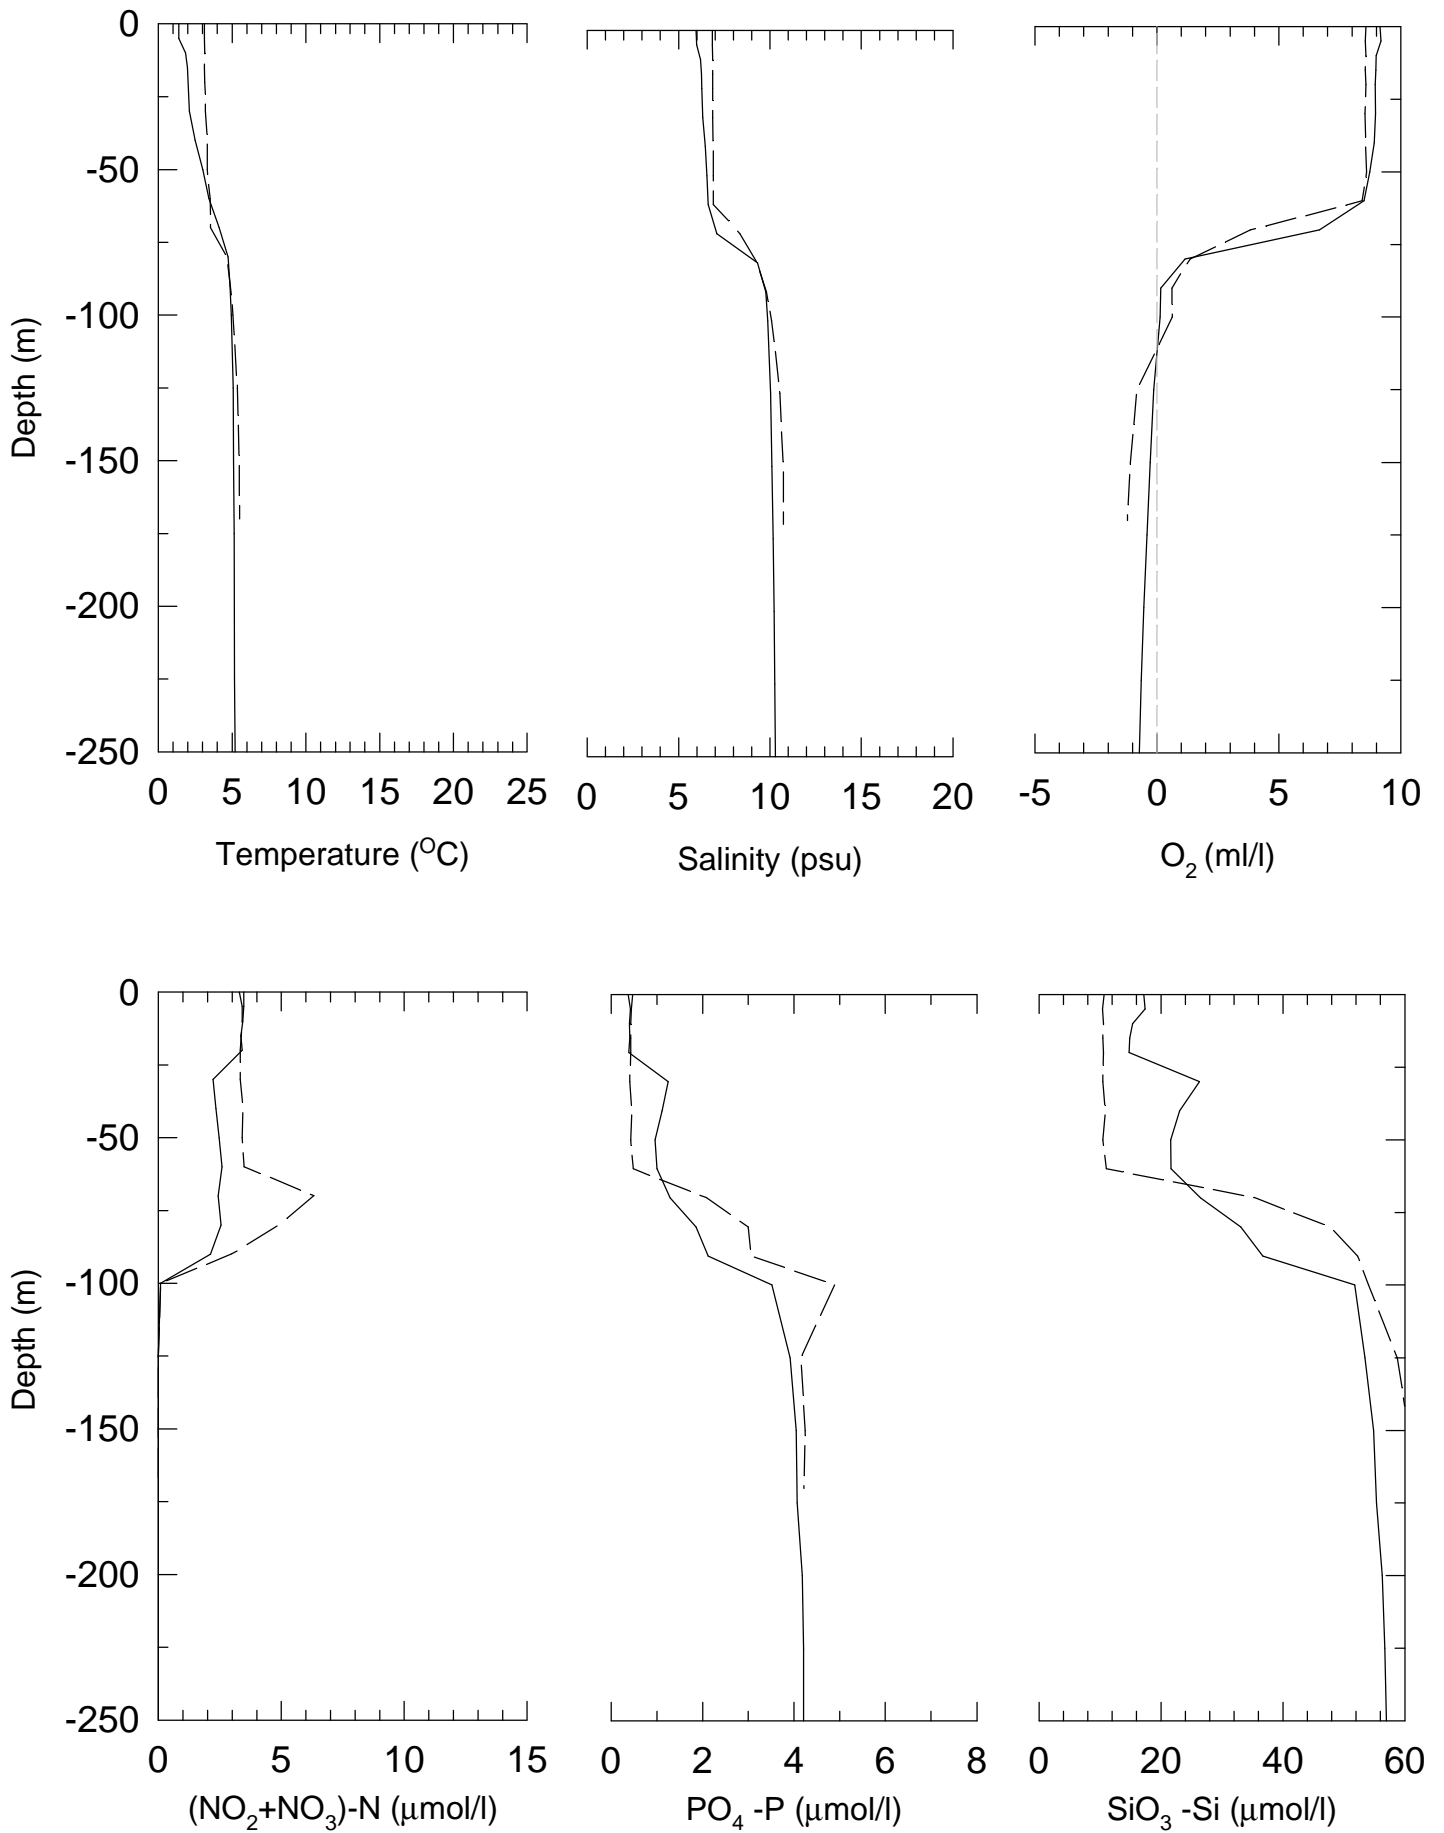 0
-50
-100
-150
-200
-250
Depth (m)
0 5 10 15 20 25
Temperature (OC)
0 5 10 15 20
Salinity (psu)
-5 0 5 10
O2 (ml/l)
0
-50
-100
-150
-200
-250
Depth (m)
0 5 10 15
(NO2+NO3)-N (μmol/l)
0 2 4 6 8
PO4 -P (μmol/l)
0 20 40 60
SiO3 -Si (μmol/l)